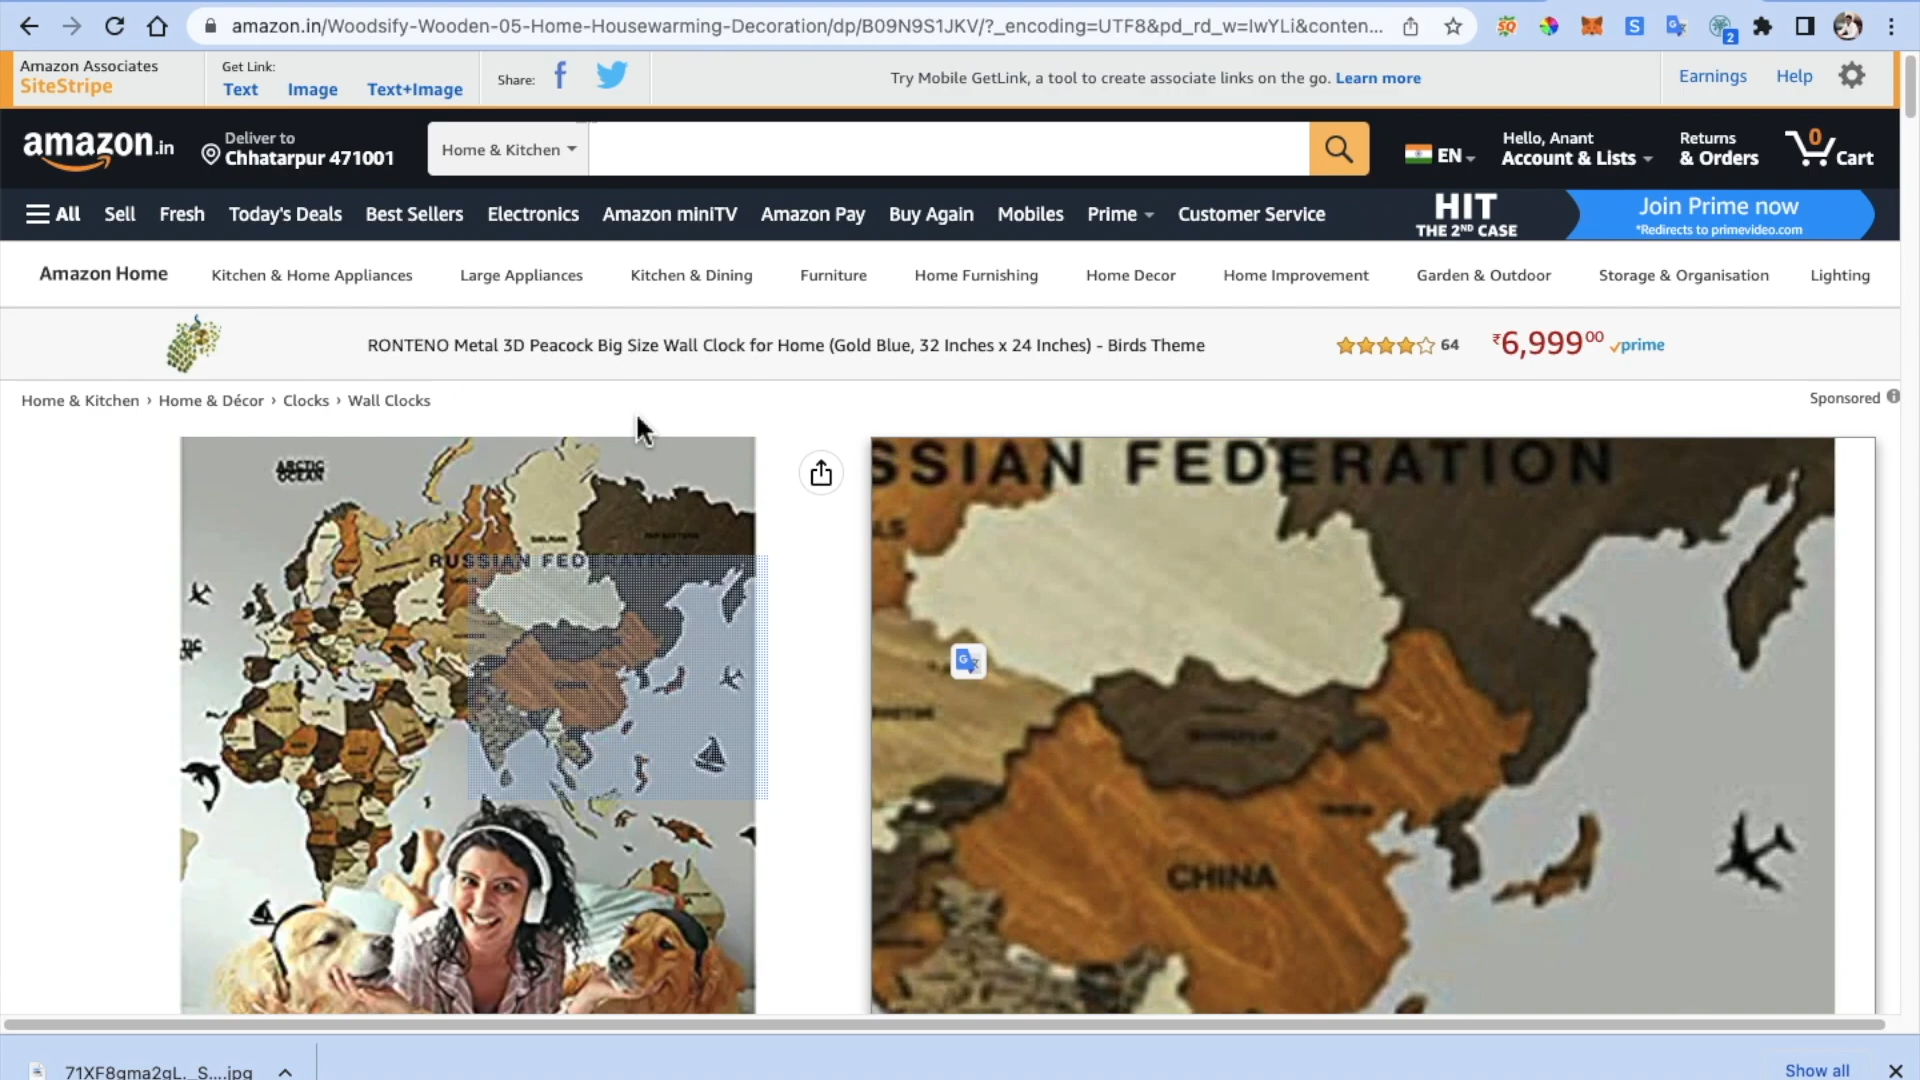 amazon.in/Woodsify-Wooden-05-Home-Housewarming-Decoration/dp/B09N9S1JKV/?_encoding=UTF8&pd_rd_w=IwYLi&conten...
2
Amazon Associates
SiteStripe
Get Link:
Text Image Text+Image
Share:
Try Mobile GetLink, a tool to create associate links on the go. Learn more
Earnings Help
amazon.in
Deliver to
Chhatarpur 471001
Home & Kitchen
EN
Hello, Anant
Account & Lists
Returns
& Orders
0
Cart
All Sell Fresh Today's Deals Best Sellers Electronics Amazon miniTV Amazon Pay Buy Again Mobiles Prime Customer Service
HIT
THE 2ND CASE
Join Prime now
*Redirects to primevideo.com
Amazon Home Kitchen & Home Appliances Large Appliances Kitchen & Dining Furniture Home Furnishing Home Decor Home Improvement Garden & Outdoor Storage & Organisation Lighting
RONTENO Metal 3D Peacock Big Size Wall Clock for Home (Gold Blue, 32 Inches x 24 Inches) - Birds Theme
64
₹6,99900 prime
Home & Kitchen › Home & Décor › Clocks › Wall Clocks
Sponsored
ARCTIC
OCEAN
RUSSIAN FEDERATION
CHINA
SSIAN FEDERATION
CHINA
71XF8gma2gL._S....jpg
Show all